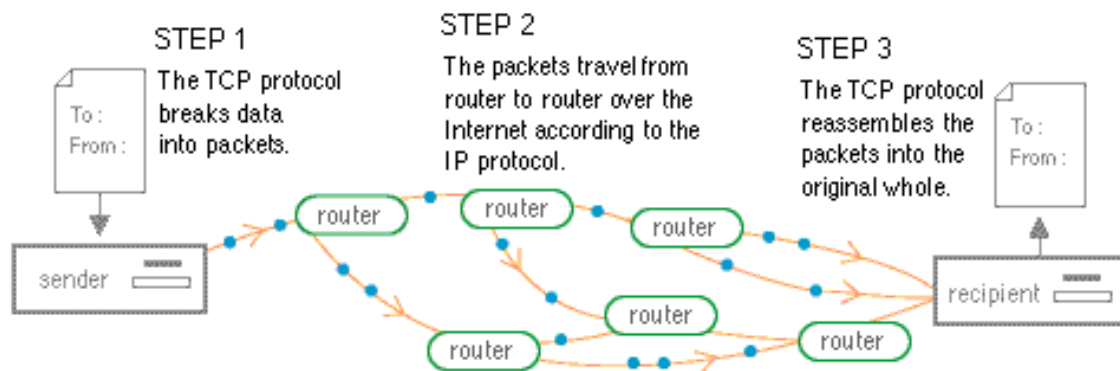 STEP 1
The TCP protocol
breaks data
into packets.
To :
From :
sender
STEP 2
The packets travel from
router to router over the
Internet according to the
IP protocol.
router
router
router
router
router
router
STEP 3
The TCP protocol
reassembles the
packets into the
original whole.
To :
From :
recipient